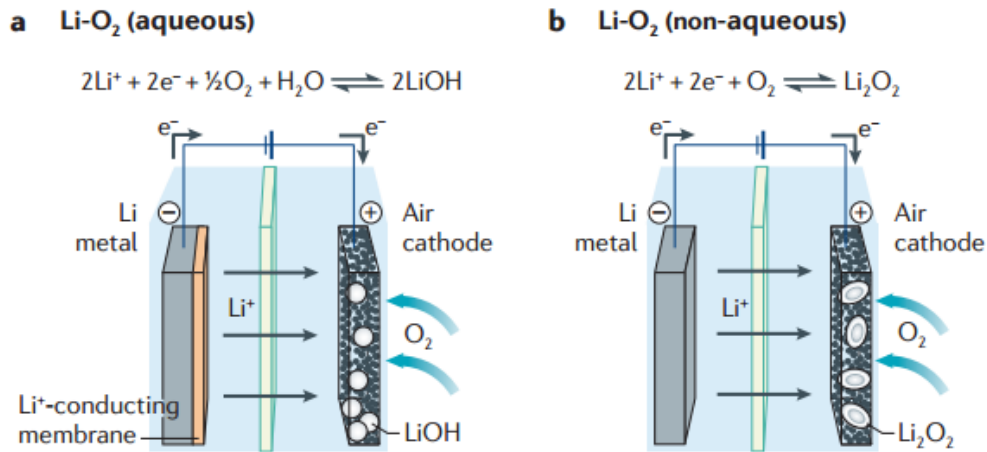 a Li-O₂ (aqueous)
2Li⁺ + 2e⁻ + ½O₂ + H₂O ⇌ 2LiOH
e⁻ e⁻
Li
metal
−
+
Air
cathode
Li⁺
O₂
Li⁺-conducting
membrane
LiOH
b Li-O₂ (non-aqueous)
2Li⁺ + 2e⁻ + O₂ ⇌ Li₂O₂
e⁻ e⁻
Li
metal
−
+
Air
cathode
Li⁺
O₂
Li₂O₂